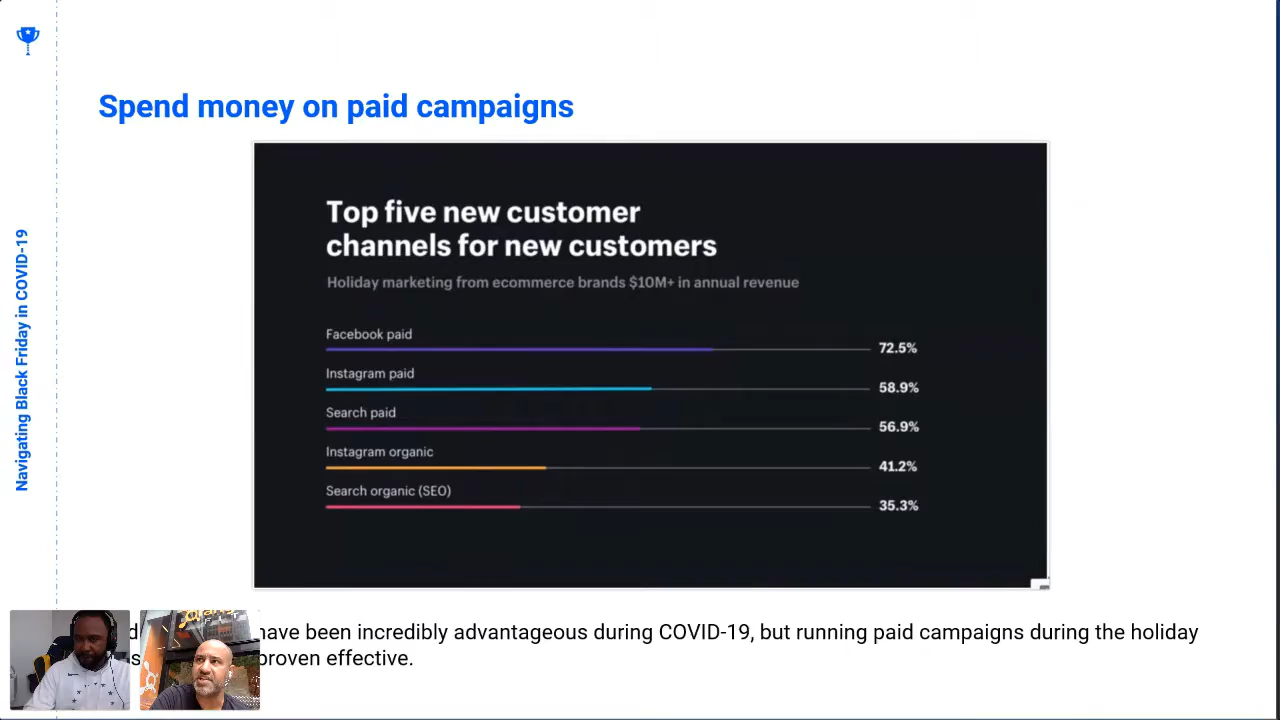 Spend money on paid campaigns
Top five new customer
channels for new customers
Holiday marketing from ecommerce brands $10M+ in annual revenue
Facebook paid
72.5%
Instagram paid
58.9%
Search paid
56.9%
Instagram organic
41.2%
Search organic (SEO)
35.3%
Navigating Black Friday in COVID-19
have been incredibly advantageous during COVID-19, but running paid campaigns during the holiday
proven effective.